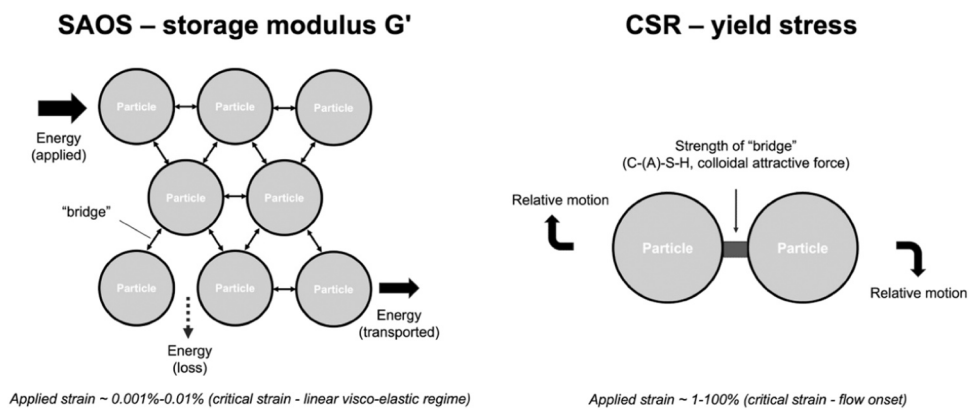 SAOS – storage modulus G'
CSR – yield stress
Particle
Particle
Particle
Energy
(applied)
Particle
Particle
"bridge"
Particle
Particle
Particle
Energy
(transported)
Energy
(loss)
Strength of "bridge"
(C-(A)-S-H, colloidal attractive force)
Relative motion
Particle
Particle
Relative motion
Applied strain ~ 0.001%-0.01% (critical strain - linear visco-elastic regime)
Applied strain ~ 1-100% (critical strain - flow onset)